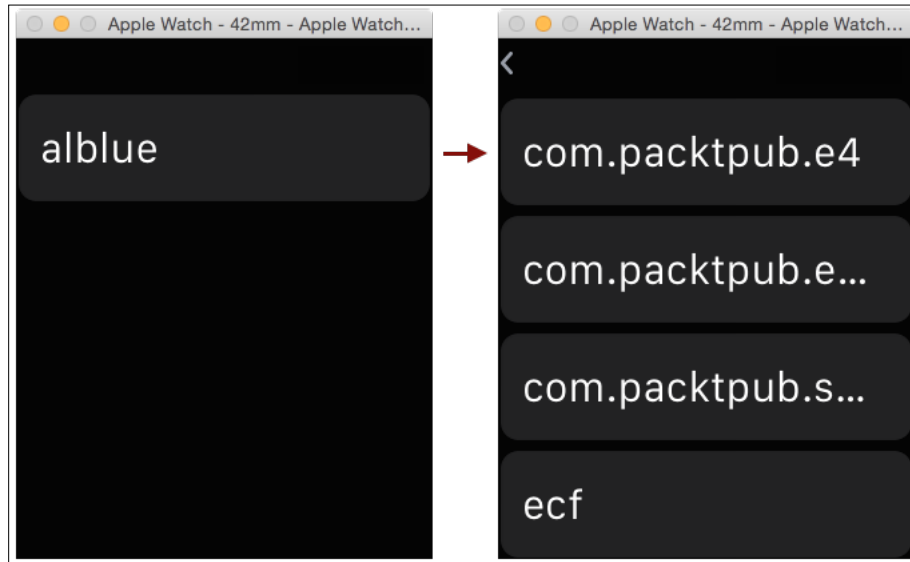 Apple Watch - 42mm - Apple Watch...
alblue
Apple Watch - 42mm - Apple Watch...
com.packtpub.e4
com.packtpub.e...
com.packtpub.s...
ecf